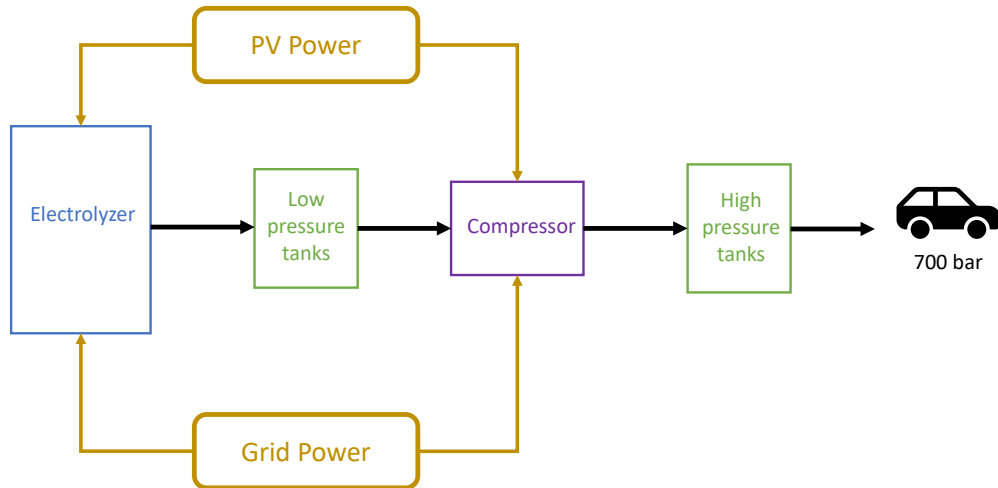 PV Power
Electrolyzer
Low
pressure
tanks
Compressor
High
pressure
tanks
700 bar
Grid Power